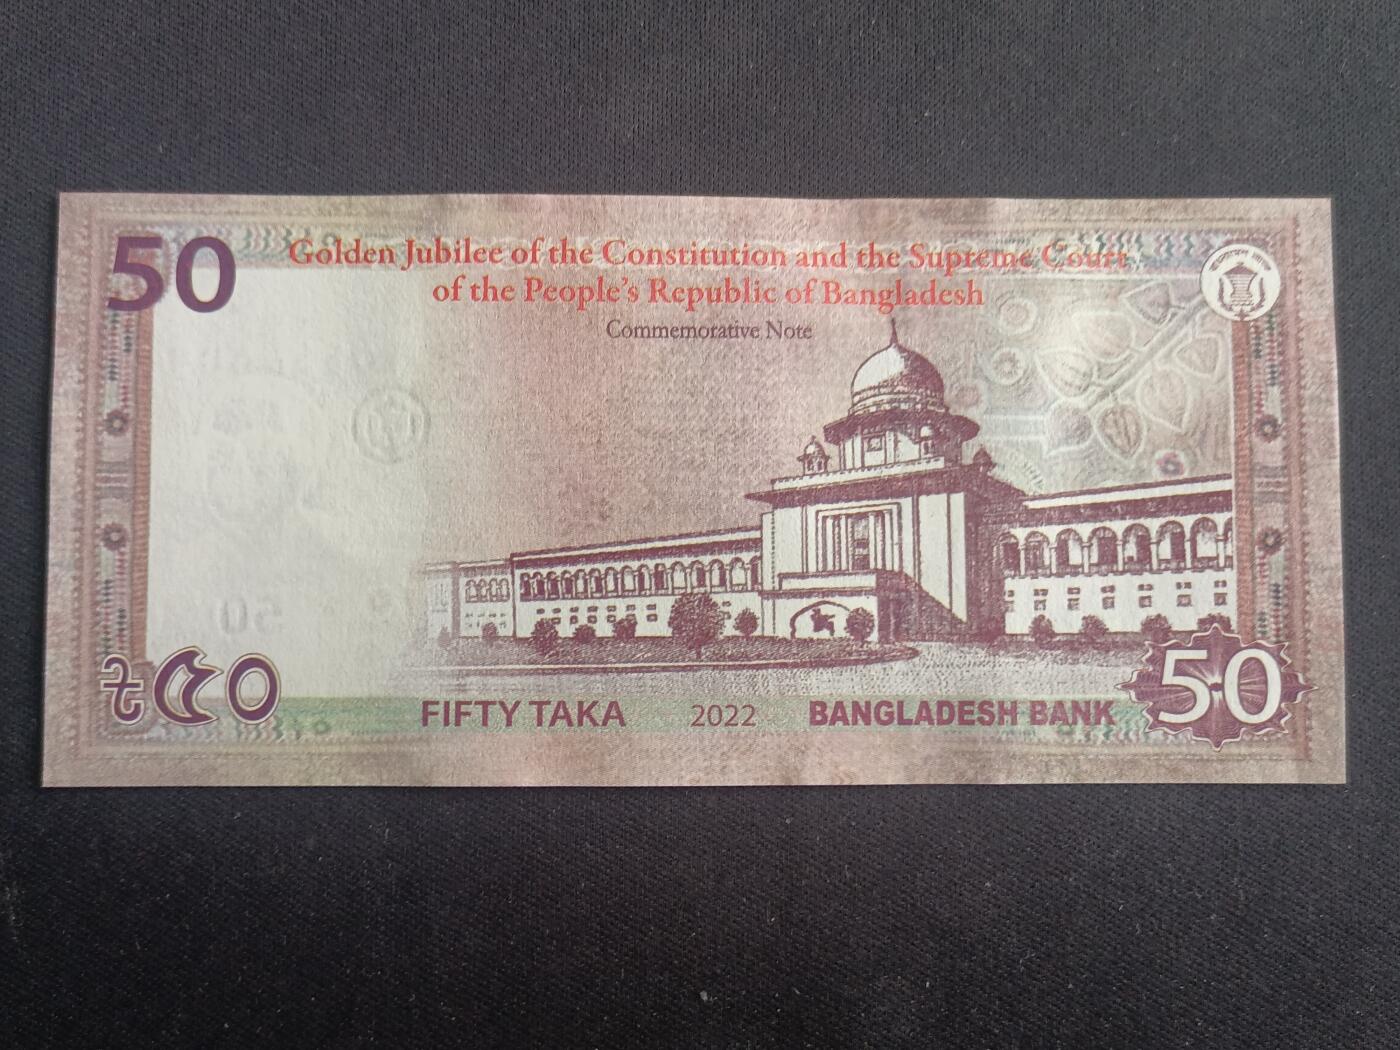 50
Golden Jubilee of the Constitution and the Supreme Court
of the People's Republic of Bangladesh
Commemorative Note
৳৫০
FIFTY TAKA 2022 BANGLADESH BANK
50